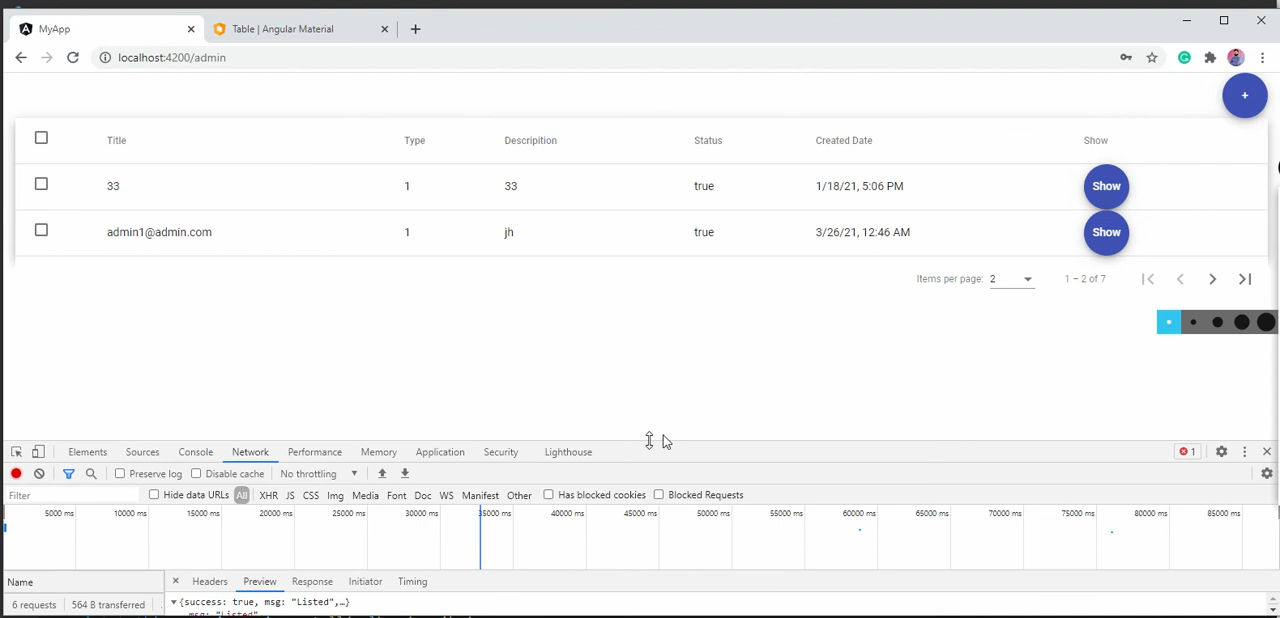 MyApp
Table | Angular Material
localhost:4200/admin
+
Title Type Descripition Status Created Date Show
33 1 33 true 1/18/21, 5:06 PM Show
admin1@admin.com 1 jh true 3/26/21, 12:46 AM Show
Items per page: 2 1 – 2 of 7
Elements Sources Console Network Performance Memory Application Security Lighthouse 1
Preserve log Disable cache No throttling
Filter Hide data URLs All XHR JS CSS Img Media Font Doc WS Manifest Other Has blocked cookies Blocked Requests
5000 ms 10000 ms 15000 ms 20000 ms 25000 ms 30000 ms 35000 ms 40000 ms 45000 ms 50000 ms 55000 ms 60000 ms 65000 ms 70000 ms 75000 ms 80000 ms 85000 ms
Name Headers Preview Response Initiator Timing
6 requests 564 B transferred {success: true, msg: "Listed",…}
msg: "Listed"